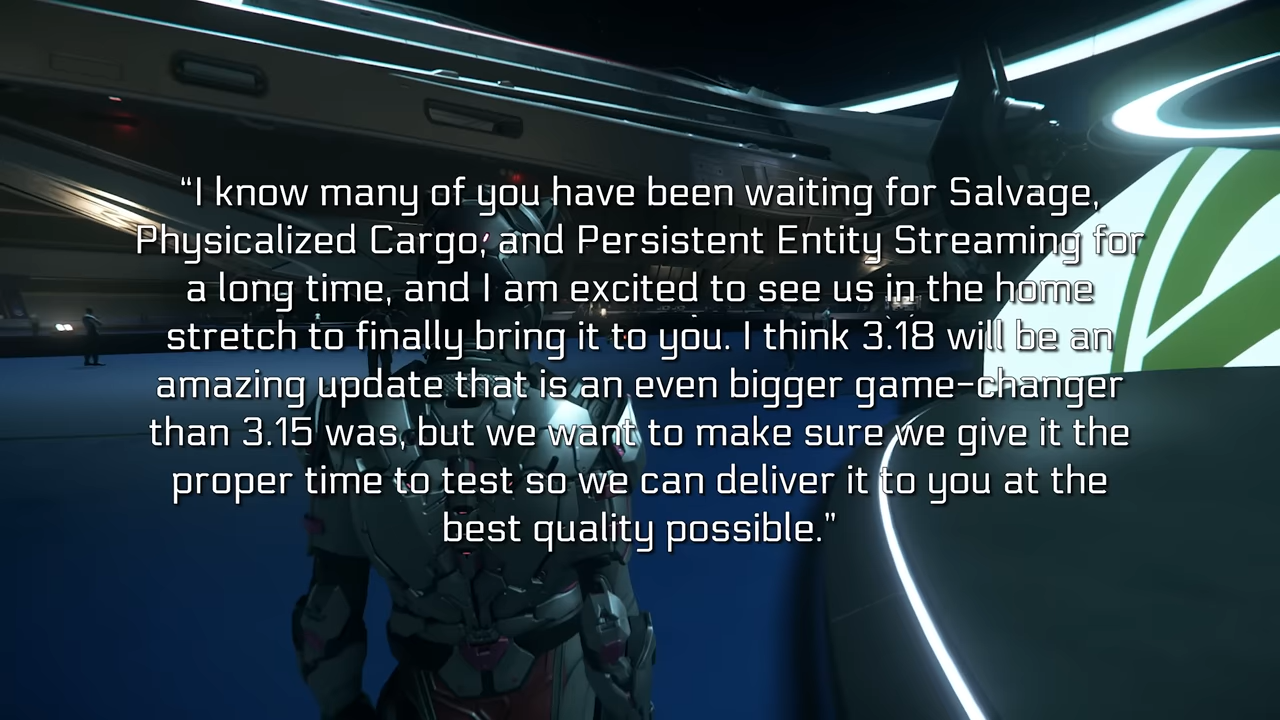 “I know many of you have been waiting for Salvage,
Physicalized Cargo, and Persistent Entity Streaming for
a long time, and I am excited to see us in the home
stretch to finally bring it to you. I think 3.18 will be an
amazing update that is an even bigger game-changer
than 3.15 was, but we want to make sure we give it the
proper time to test so we can deliver it to you at the
best quality possible.”